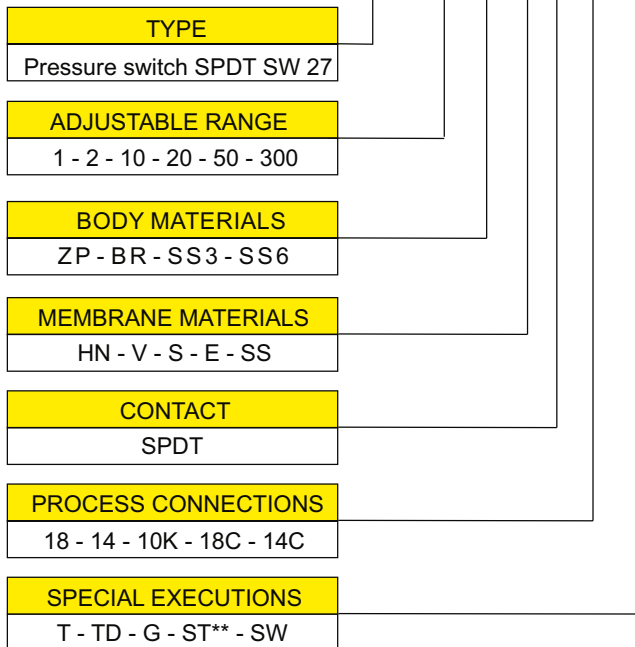 TYPE
Pressure switch SPDT SW 27
ADJUSTABLE RANGE
1 - 2 - 10 - 20 - 50 - 300
BODY MATERIALS
ZP - BR - SS3 - SS6
MEMBRANE MATERIALS
HN - V - S - E - SS
CONTACT
SPDT
PROCESS CONNECTIONS
18 - 14 - 10K - 18C - 14C
SPECIAL EXECUTIONS
T - TD - G - ST** - SW